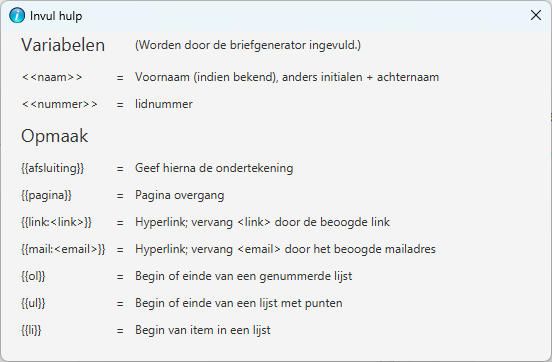 Invul hulp
Variabelen (Worden door de briefgenerator ingevuld.)
<<naam>> = Voornaam (indien bekend), anders initialen + achternaam
<<nummer>> = lidnummer
Opmaak
{{afsluiting}} = Geef hierna de ondertekening
{{pagina}} = Pagina overgang
{{link:<link>}} = Hyperlink; vervang <link> door de beoogde link
{{mail:<email>}} = Hyperlink; vervang <email> door het beoogde mailadres
{{ol}} = Begin of einde van een genummerde lijst
{{ul}} = Begin of einde van een lijst met punten
{{li}} = Begin van item in een lijst